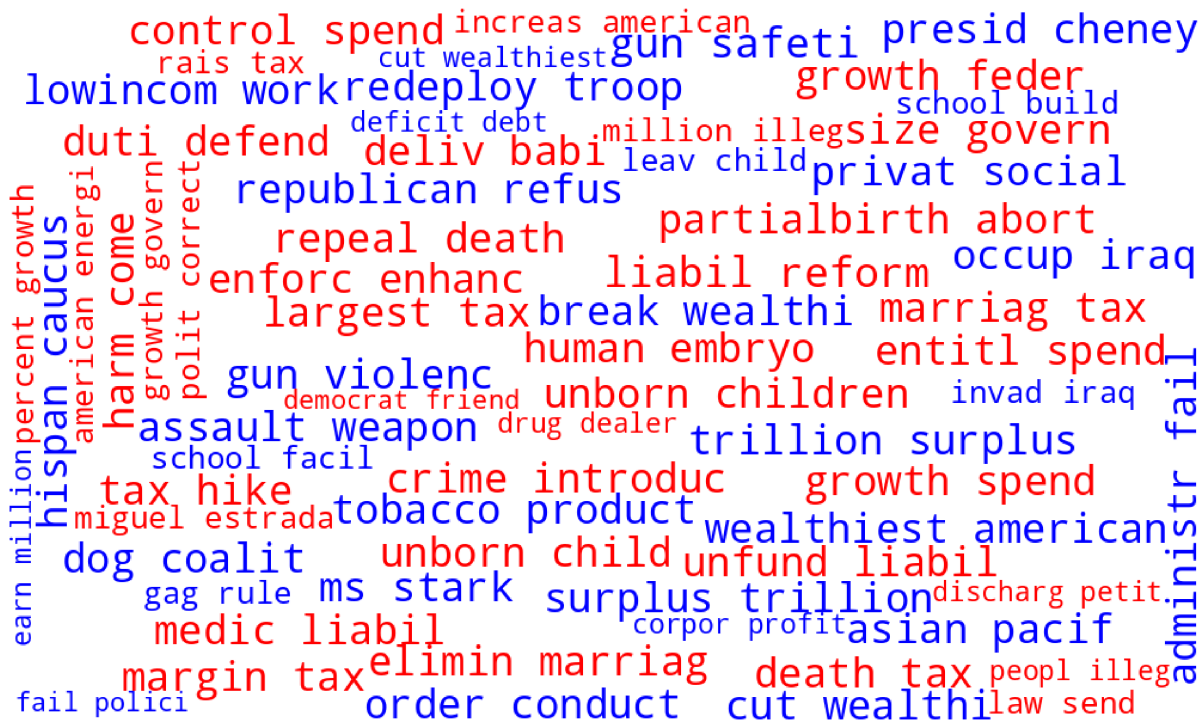 control spend
increas american
gun safeti
presid cheney
rais tax
cut wealthiest
growth feder
lowincom work
redeploy troop
school build
deficit debt
million illeg
size govern
duti defend
deliv babi
leav child
privat social
republican refus
partialbirth abort
repeal death
occup iraq
enforc enhanc
liabil reform
largest tax
break wealthi
marriag tax
human embryo
entitl spend
percent growth
hispan caucus
american energi
harm come
growth govern
polit correct
gun violenc
democrat friend
unborn children
invad iraq
assault weapon
drug dealer
trillion surplus
school facil
crime introduc
growth spend
tax hike
miguel estrada
tobacco product
wealthiest american
earn million
administr fail
dog coalit
unborn child
unfund liabil
gag rule
ms stark
surplus trillion
discharg petit
medic liabil
corpor profit
asian pacif
margin tax
elimin marriag
death tax
peopl illeg
fail polici
order conduct
cut wealthi
law send